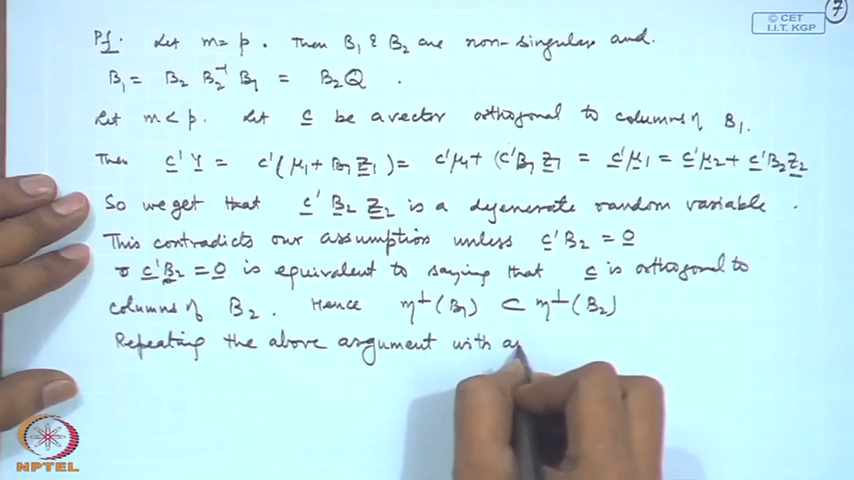 7
© CET
I.I.T. KGP
Pf. Let m = p. Then B₁ & B₂ are non-singular and.
B₁ = B₂ B₂⁻¹ B₁ = B₂Q .
Let m < p. Let c be a vector orthogonal to columns of B₁.
Then c' Y = c'(μ₁ + B₁ Z₁) = c'μ₁ + (c'B₁ Z₁ = c'μ₁ = c'μ₂ + c'B₂ Z₂
So we get that c' B₂ Z₂ is a degenerate random variable .
This contradicts our assumption unless c'B₂ = 0
c'B₂ = 0 is equivalent to saying that c is orthogonal to
columns of B₂. Hence η⊥(B₁) ⊂ η⊥(B₂)
Repeating the above argument with a
NPTEL